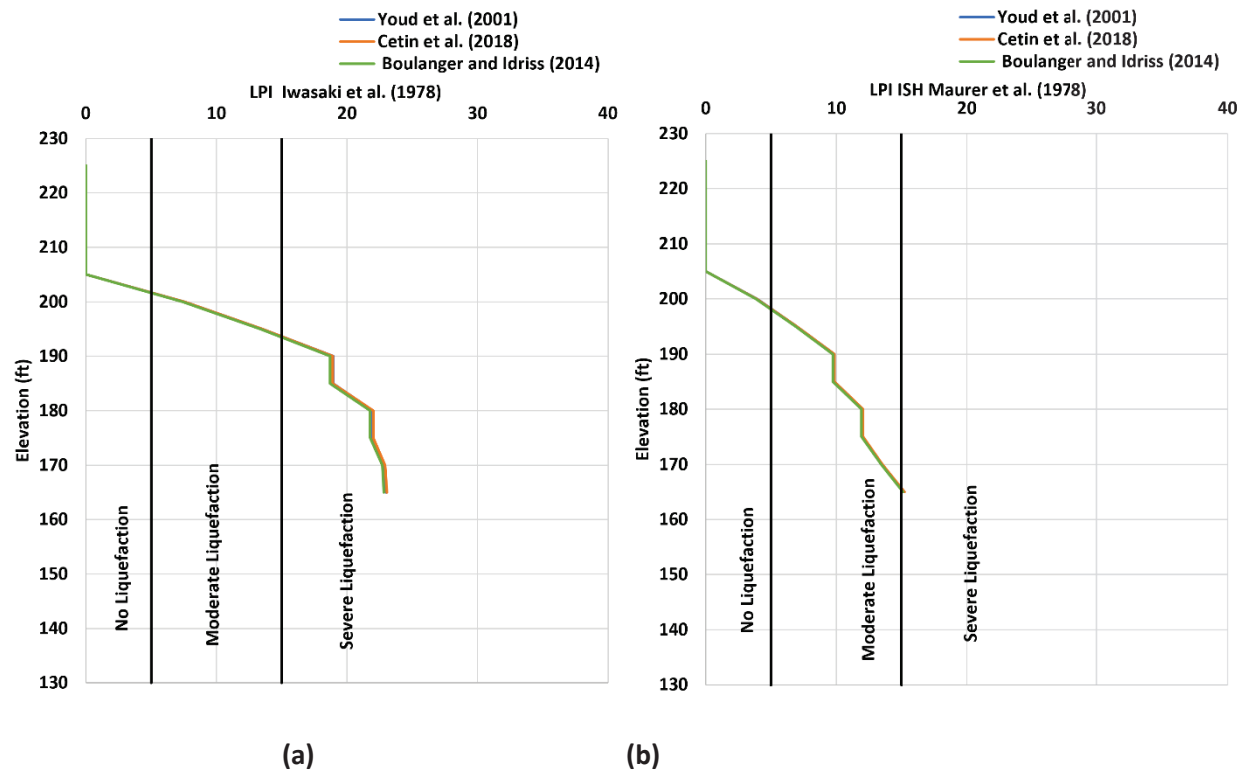 Youd et al. (2001)
Cetin et al. (2018)
Boulanger and Idriss (2014)
LPI Iwasaki et al. (1978)
0 10 20 30 40
230
220
210
200
190
180
170
160
150
140
130
Elevation (ft)
No Liquefaction
Moderate Liquefaction
Severe Liquefaction
(a)
Youd et al. (2001)
Cetin et al. (2018)
Boulanger and Idriss (2014)
LPI ISH Maurer et al. (1978)
0 10 20 30 40
230
220
210
200
190
180
170
160
150
140
130
Elevation (ft)
No Liquefaction
Moderate Liquefaction
Severe Liquefaction
(b)